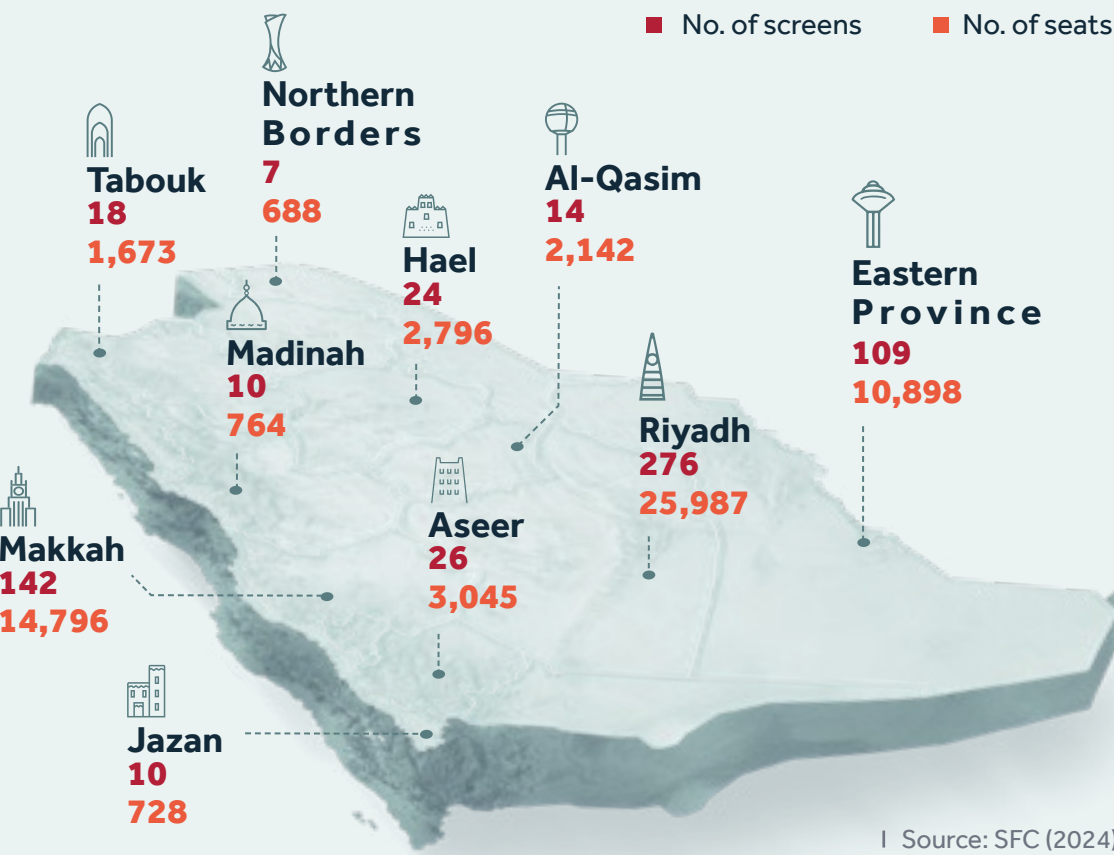 No. of screens
No. of seats
Northern
Borders
7
688
Tabouk
18
1,673
Al-Qasim
14
2,142
Hael
24
2,796
Eastern
Province
109
10,898
Madinah
10
764
Riyadh
276
25,987
Makkah
142
14,796
Aseer
26
3,045
Jazan
10
728
I Source: SFC (2024)